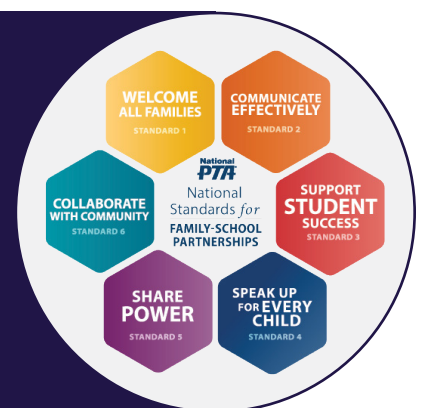 WELCOME
ALL FAMILIES
STANDARD 1
COMMUNICATE
EFFECTIVELY
STANDARD 2
National
PTA
National
Standards for
FAMILY-SCHOOL
PARTNERSHIPS
SUPPORT
STUDENT
SUCCESS
STANDARD 3
SPEAK UP
FOR EVERY
CHILD
STANDARD 4
SHARE
POWER
STANDARD 5
COLLABORATE
WITH COMMUNITY
STANDARD 6